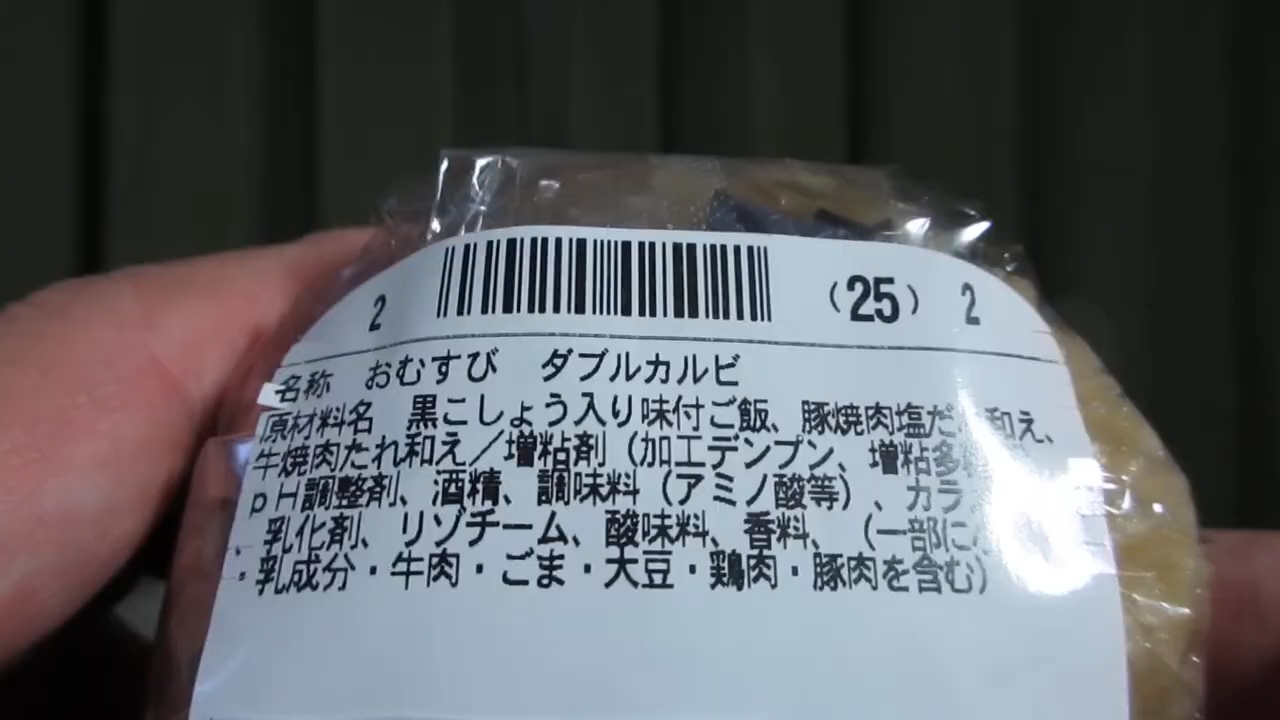 2 (25) 2
名称 おむすび ダブルカルビ
原材料名 黒こしょう入り味付ご飯、豚焼肉塩だ 和え、
牛焼肉たれ和え／増粘剤（加工デンプン、増粘多
pH調整剤、酒精、調味料（アミノ酸等）、カラ
、乳化剤、リゾチーム、酸味料、香料、（一部に
・乳成分・牛肉・ごま・大豆・鶏肉・豚肉を含む）